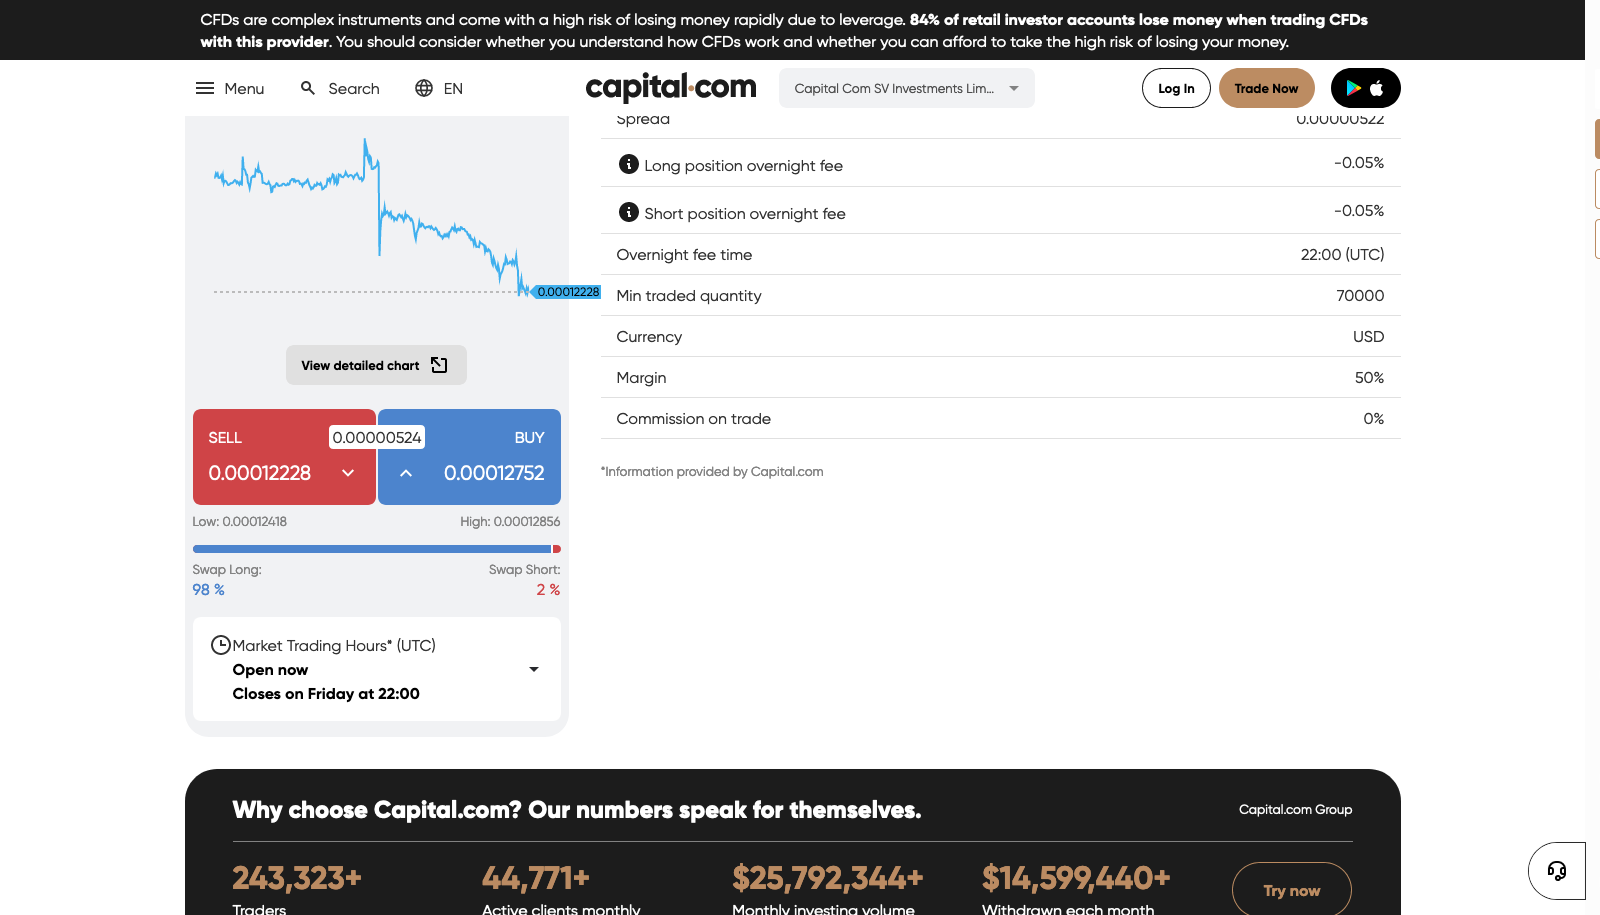 CFDs are complex instruments and come with a high risk of losing money rapidly due to leverage. 84% of retail investor accounts lose money when trading CFDs
with this provider. You should consider whether you understand how CFDs work and whether you can afford to take the high risk of losing your money.
Menu Search EN capital.com Capital Com SV Investments Lim... Log In Trade Now
Spread 0.00000522
Long position overnight fee -0.05%
Short position overnight fee -0.05%
Overnight fee time 22:00 (UTC)
Min traded quantity 70000
Currency USD
Margin 50%
Commission on trade 0%
*Information provided by Capital.com
0.00012228
View detailed chart
SELL 0.00000524 BUY
0.00012228 0.00012752
Low: 0.00012418 High: 0.00012856
Swap Long: Swap Short:
98 % 2 %
Market Trading Hours* (UTC)
Open now
Closes on Friday at 22:00
Why choose Capital.com? Our numbers speak for themselves. Capital.com Group
243,323+ 44,771+ $25,792,344+ $14,599,440+ Try now
Traders Active clients monthly Monthly investing volume Withdrawn each month